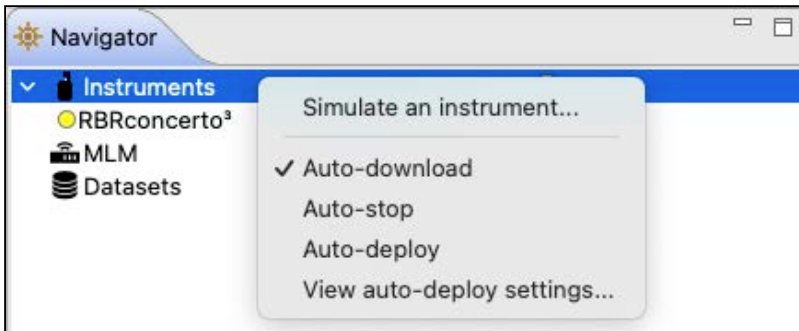 Navigator
Instruments
RBRconcerto³
MLM
Datasets
Simulate an instrument...
Auto-download
Auto-stop
Auto-deploy
View auto-deploy settings...